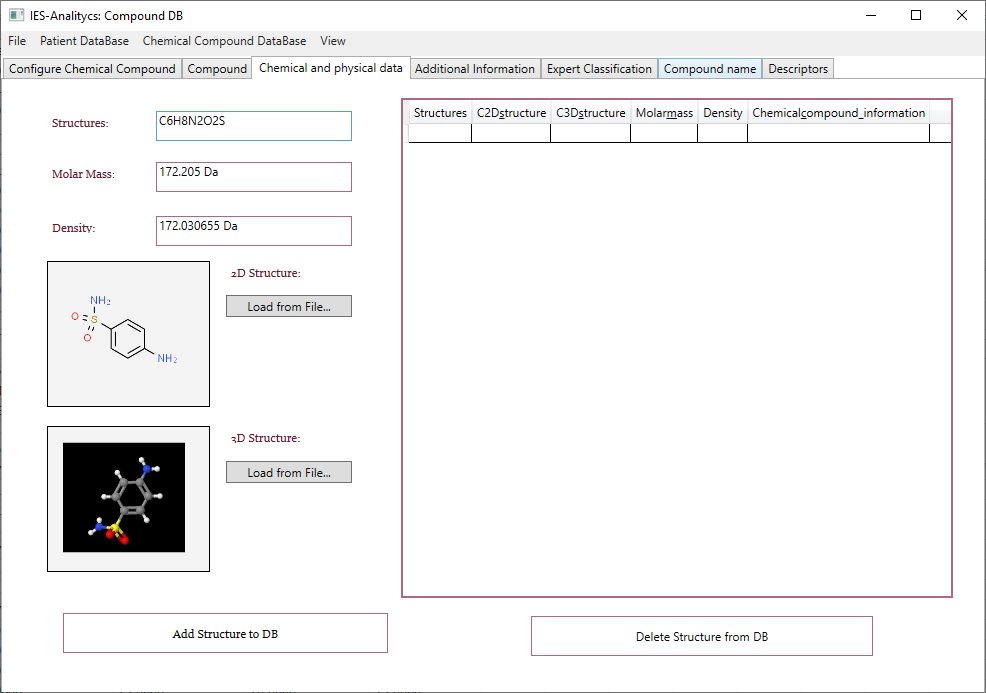 IES-Analitycs: Compound DB
File Patient DataBase Chemical Compound DataBase View
Configure Chemical Compound Compound Chemical and physical data Additional Information Expert Classification Compound name Descriptors
Structures: C6H8N2O2S
Molar Mass: 172.205 Da
Density: 172.030655 Da
NH2
O S
O
NH2
2D Structure:
Load from File...
3D Structure:
Load from File...
Structures C2Dstructure C3Dstructure Molarmass Density Chemicalcompound_information
Add Structure to DB
Delete Structure from DB